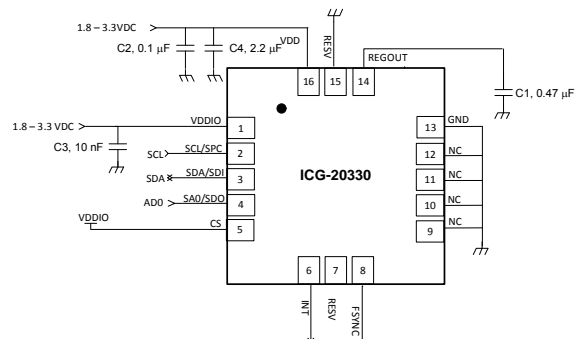 1.8 – 3.3VDC
C2, 0.1 µF
C4, 2.2 µF
VDD
RESV
REGOUT
C1, 0.47 µF
16
15
14
1.8 – 3.3 VDC
VDDIO
1
13
GND
C3, 10 nF
SCL
SCL/SPC
2
12
NC
SDA
SDA/SDI
3
ICG-20330
11
NC
AD0
SA0/SDO
4
10
NC
VDDIO
CS
5
9
NC
6
7
8
INT
RESV
FSYNC